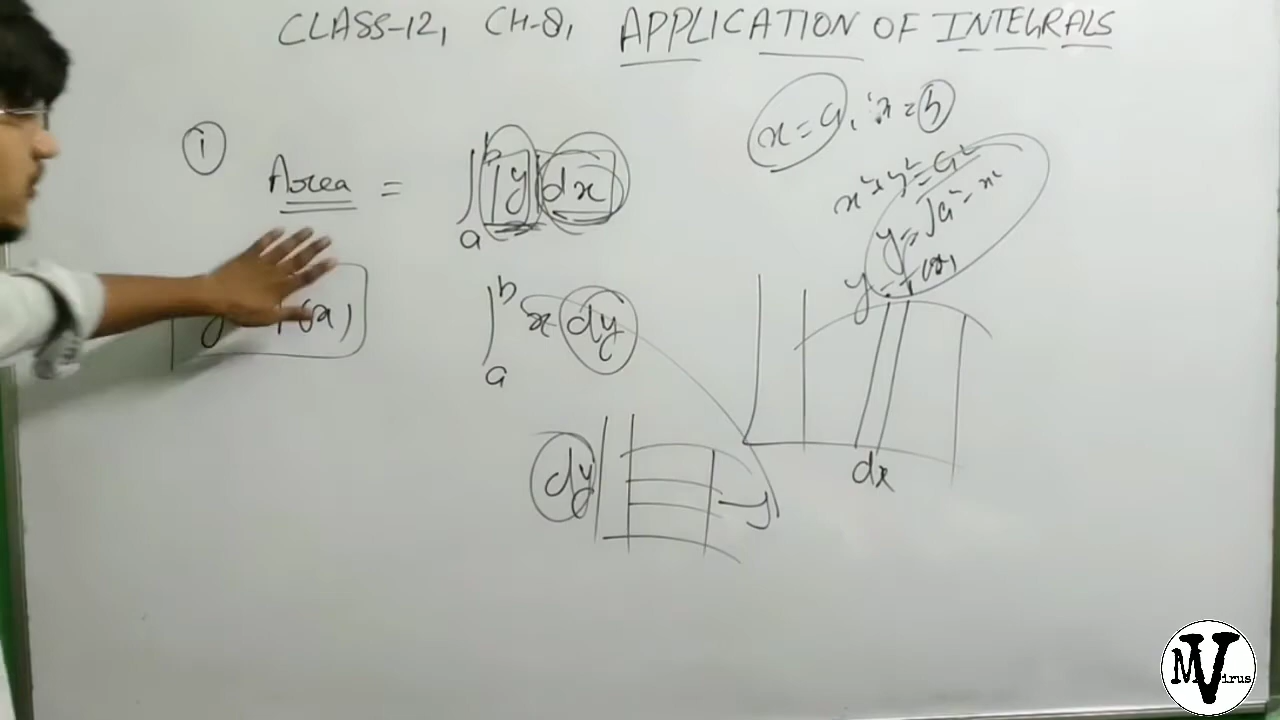 CLASS-12, CH-8, APPLICATION OF INTEGRALS
x = a, x = b
① Area = ∫ₐᵇ |y| dx
x² + y² = a²
y = √a² - x²
y = f(x)
(x)
∫ₐᵇ x dy
dy
y
dx
MVirus